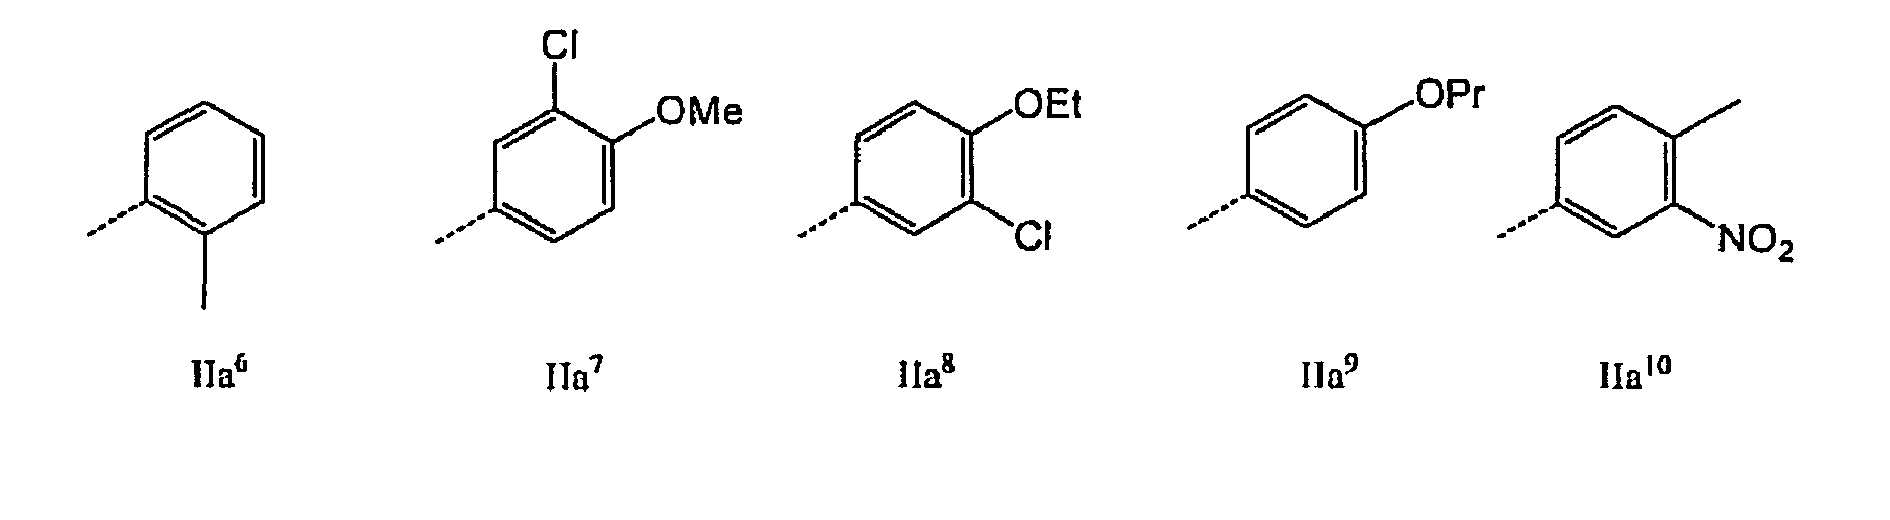 Cl
OMe
OEt
Cl
OPr
NO₂
IIa⁶ IIa⁷ IIa⁸ IIa⁹ IIa¹⁰